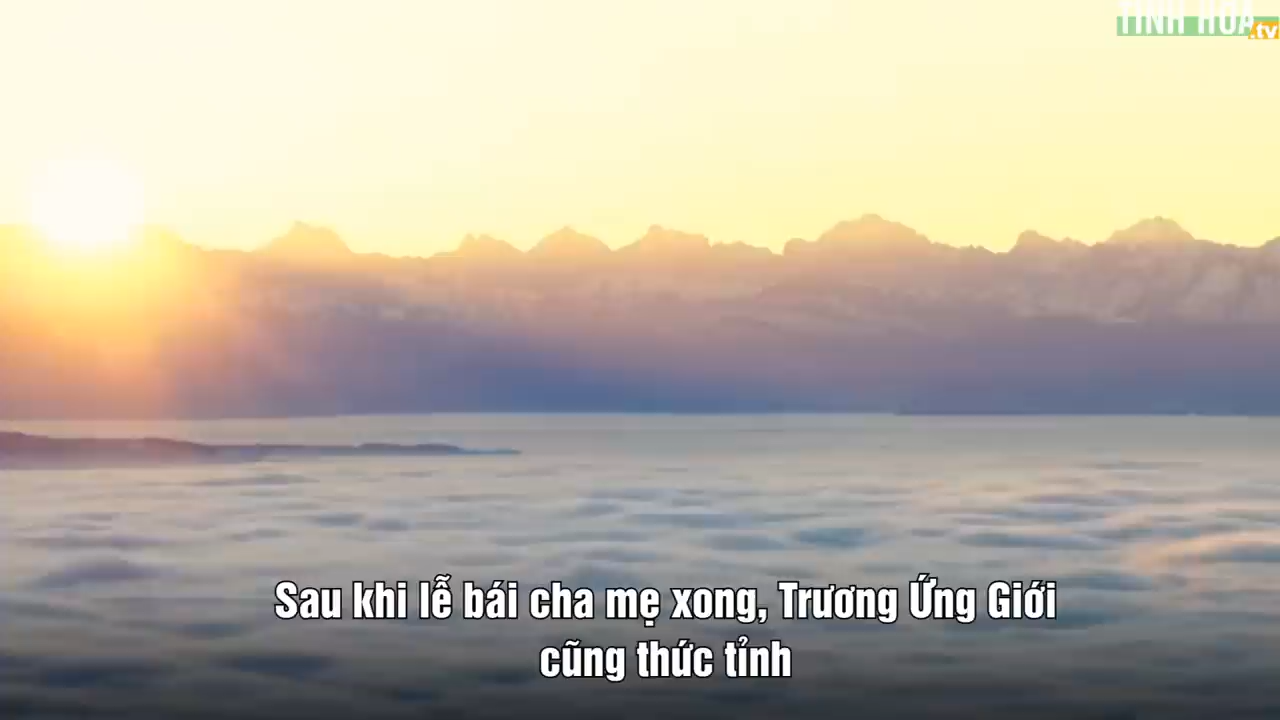 TINH HOA
.tv
Sau khi lễ bái cha mẹ xong, Trương Ứng Giới
cũng thức tỉnh